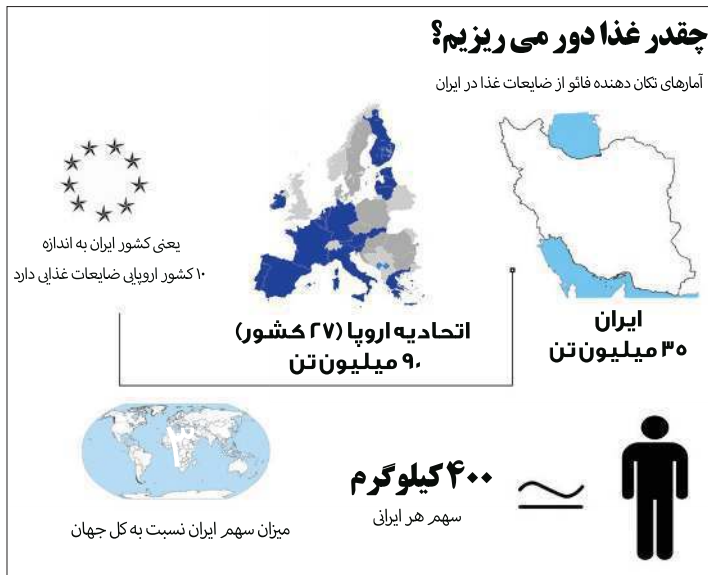 چقدر غذا دور می ریزیم؟
آمارهای تکان دهنده فائو از ضایعات غذا در ایران
ایران
۳۵ میلیون تن
اتحادیه اروپا (۲۷ کشور)
۹۰ میلیون تن
یعنی کشور ایران به اندازه
۱۰ کشور اروپایی ضایعات غذایی دارد
۴۰۰ کیلوگرم
سهم هر ایرانی
میزان سهم ایران نسبت به کل جهان